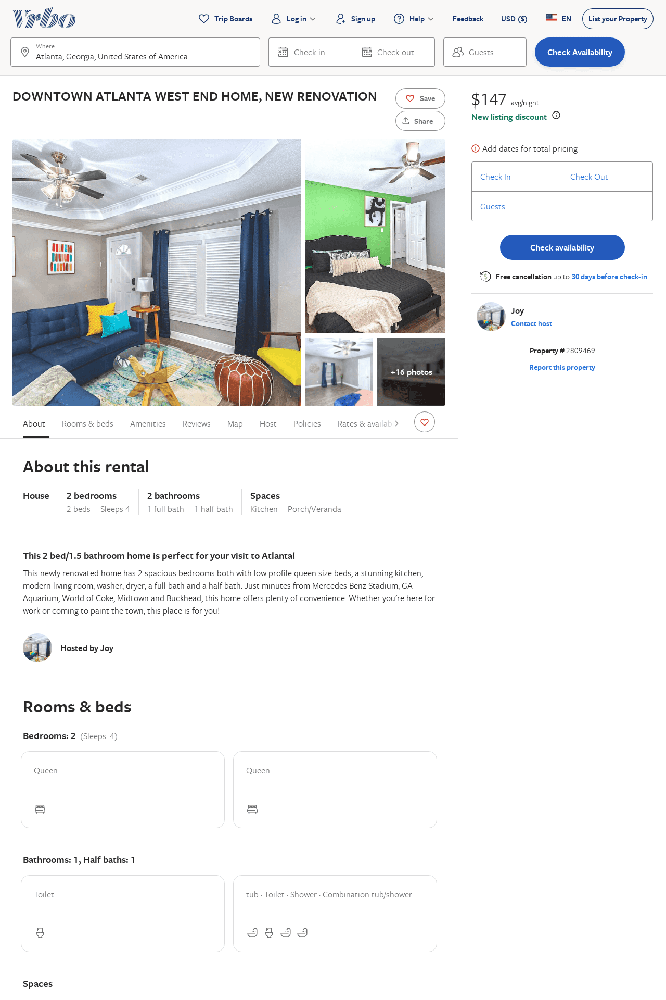 Vrbo
Trip Boards
Log in
Sign up
Help
Feedback
USD ($)
EN
List your Property
Where
Atlanta, Georgia, United States of America
Check-in
Check-out
Guests
Check Availability
DOWNTOWN ATLANTA WEST END HOME, NEW RENOVATION
Save
Share
+16 photos
$147 avg/night
New listing discount
Add dates for total pricing
Check In
Check Out
Guests
Check availability
Free cancellation up to 30 days before check-in
Joy
Contact host
Property # 2809469
Report this property
About
Rooms & beds
Amenities
Reviews
Map
Host
Policies
Rates & availab
About this rental
House
2 bedrooms
2 beds · Sleeps 4
2 bathrooms
1 full bath · 1 half bath
Spaces
Kitchen · Porch/Veranda
This 2 bed/1.5 bathroom home is perfect for your visit to Atlanta!
This newly renovated home has 2 spacious bedrooms both with low profile queen size beds, a stunning kitchen,
modern living room, washer, dryer, a full bath and a half bath. Just minutes from Mercedes Benz Stadium, GA
Aquarium, World of Coke, Midtown and Buckhead, this home offers plenty of convenience. Whether you're here for
work or coming to paint the town, this place is for you!
Hosted by Joy
Rooms & beds
Bedrooms: 2 (Sleeps: 4)
Queen
Queen
Bathrooms: 1, Half baths: 1
Toilet
tub · Toilet · Shower · Combination tub/shower
Spaces